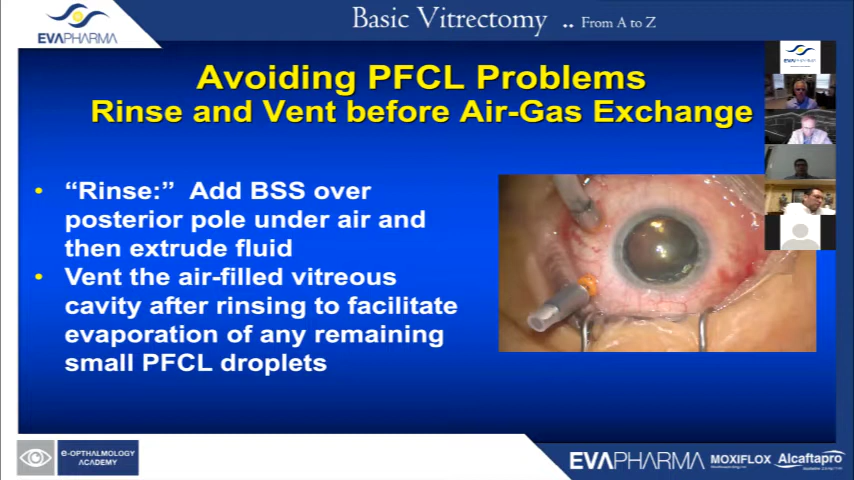 Basic Vitrectomy .. From A to Z
EVAPHARMA
Avoiding PFCL Problems
Rinse and Vent before Air-Gas Exchange
• “Rinse:” Add BSS over
posterior pole under air and
then extrude fluid
• Vent the air-filled vitreous
cavity after rinsing to facilitate
evaporation of any remaining
small PFCL droplets
e-OPTHALMOLOGY
ACADEMY
EVAPHARMA MOXIFLOX Alcaftapro